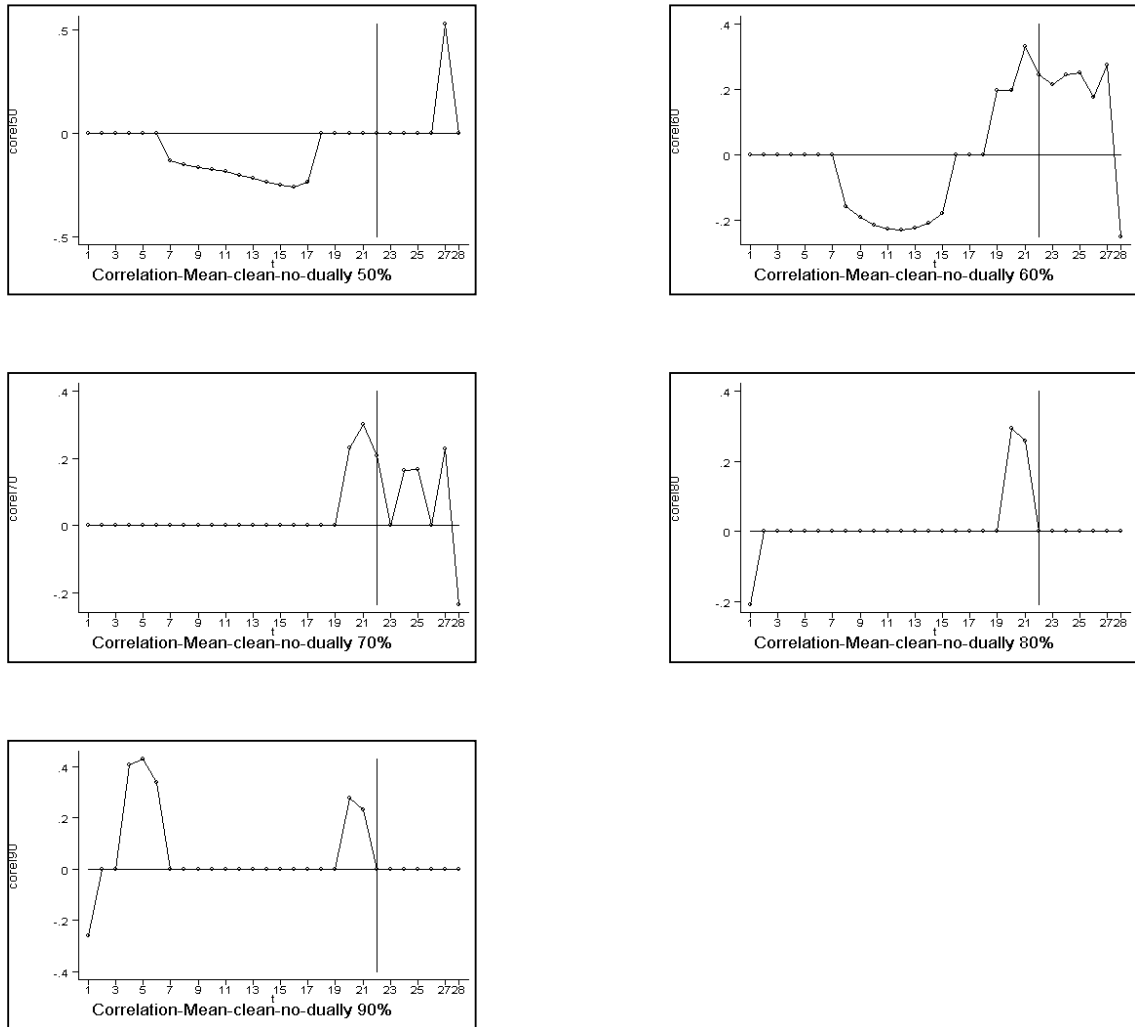 corel50
.5
0
-.5
1 3 5 7 9 11 13 15 17 19 21 23 25 2728
t
Correlation-Mean-clean-no-dually 50%
corel60
.4
.2
0
-.2
1 3 5 7 9 11 13 15 17 19 21 23 25 2728
t
Correlation-Mean-clean-no-dually 60%
corel70
.4
.2
0
-.2
1 3 5 7 9 11 13 15 17 19 21 23 25 2728
t
Correlation-Mean-clean-no-dually 70%
corel80
.4
.2
0
-.2
1 3 5 7 9 11 13 15 17 19 21 23 25 2728
t
Correlation-Mean-clean-no-dually 80%
corel90
.4
.2
0
-.2
-.4
1 3 5 7 9 11 13 15 17 19 21 23 25 2728
t
Correlation-Mean-clean-no-dually 90%